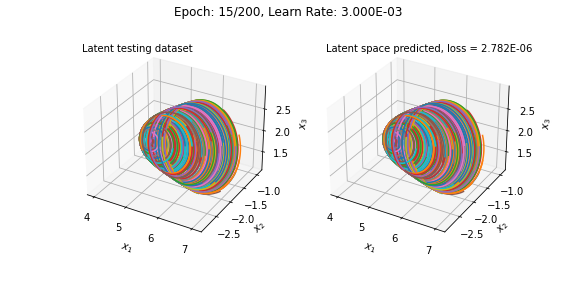 Epoch: 15/200, Learn Rate: 3.000E-03
Latent testing dataset
2.5
2.0
1.5
x₃
4
5
6
7
x₁
−2.5
−2.0
−1.5
−1.0
x₂
Latent space predicted, loss = 2.782E-06
2.5
2.0
1.5
x₃
4
5
6
7
x₁
−2.5
−2.0
−1.5
−1.0
x₂